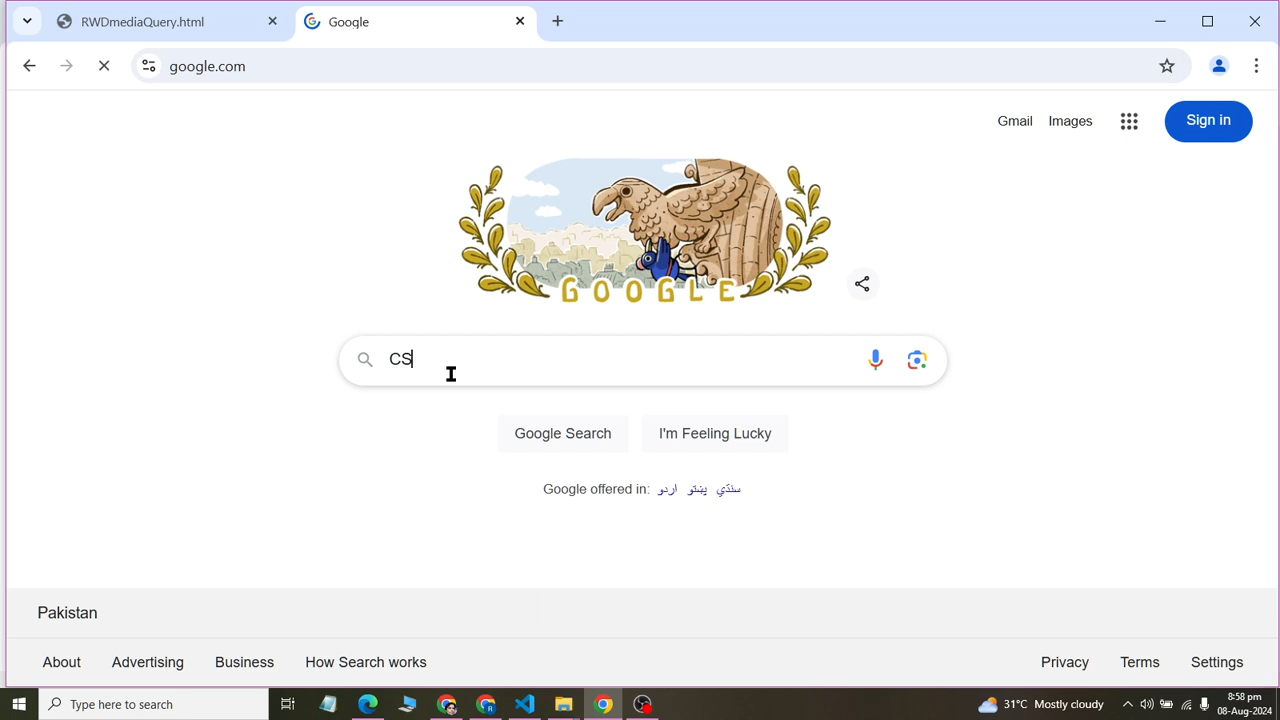 RWDmediaQuery.html
Google
google.com
Gmail
Images
Sign in
GOOGLE
CS
Google Search
I'm Feeling Lucky
Google offered in: اردو پښتو سنڌي
Pakistan
About
Advertising
Business
How Search works
Privacy
Terms
Settings
Type here to search
31°C Mostly cloudy
8:58 pm
08-Aug-2024